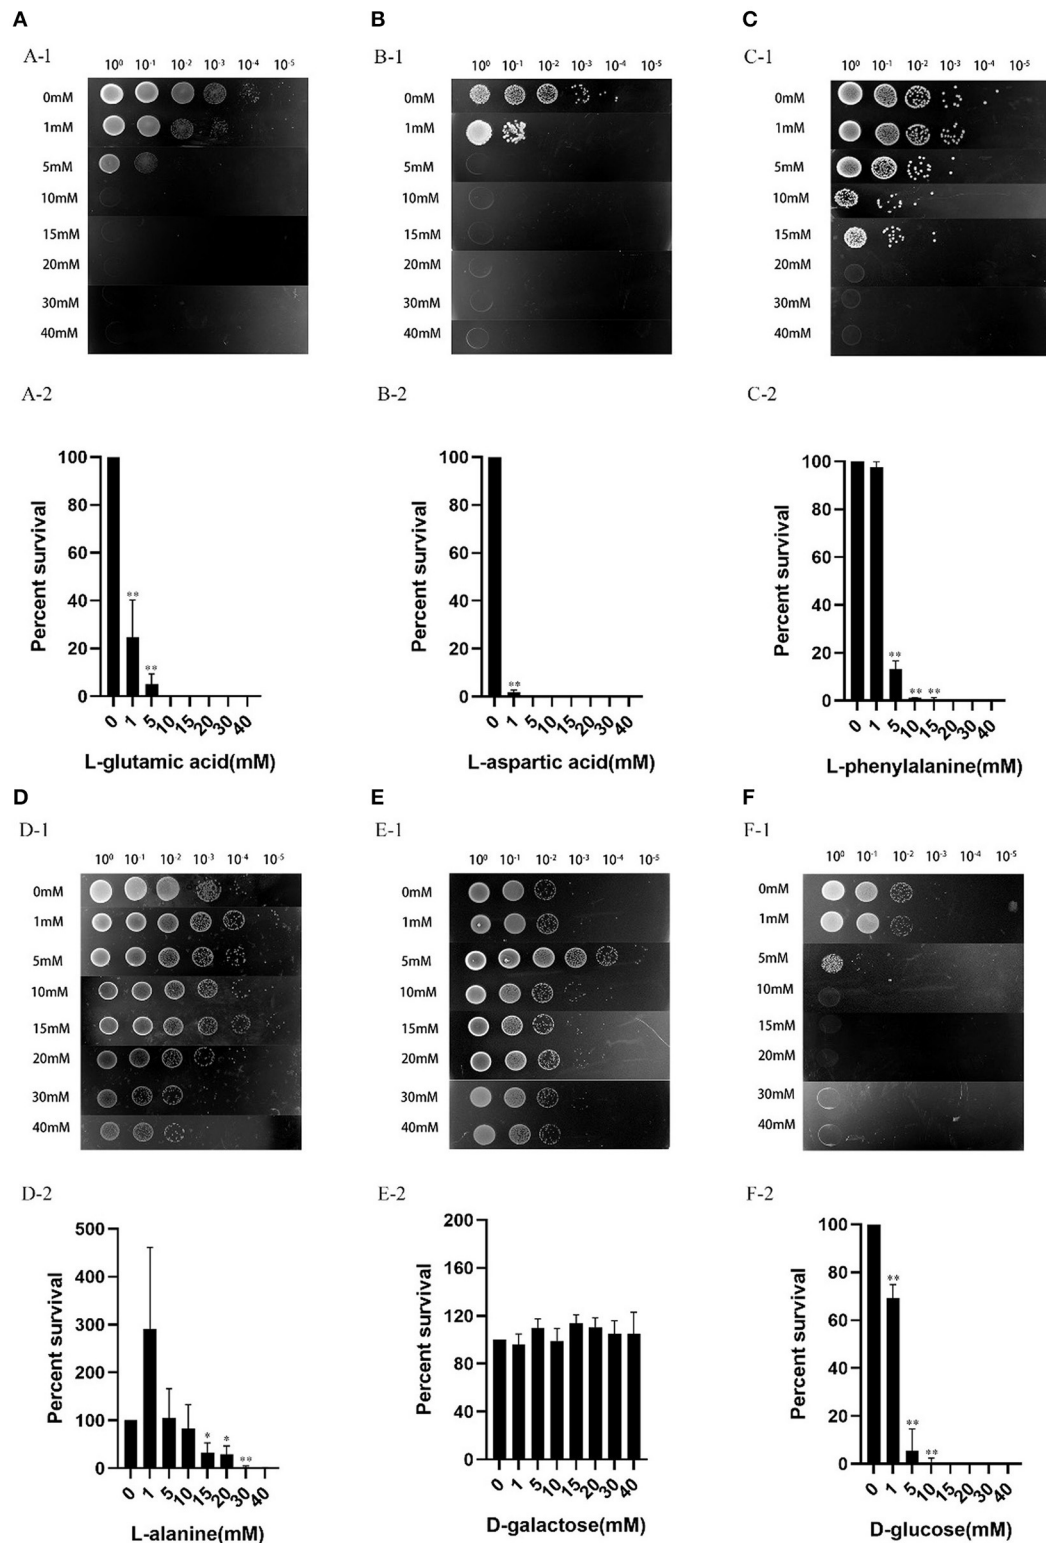 A B C
A-1 B-1 C-1
10⁰ 10⁻¹ 10⁻² 10⁻³ 10⁻⁴ 10⁻⁵
0mM
1mM
5mM
10mM
15mM
20mM
30mM
40mM
10⁰ 10⁻¹ 10⁻² 10⁻³ 10⁻⁴ 10⁻⁵
0mM
1mM
5mM
10mM
15mM
20mM
30mM
40mM
10⁰ 10⁻¹ 10⁻² 10⁻³ 10⁻⁴ 10⁻⁵
0mM
1mM
5mM
10mM
15mM
20mM
30mM
40mM
A-2 B-2 C-2
Percent survival
100
80
60
40
20
0
** **
0 1 5 10 15 20 30 40
L-glutamic acid(mM)
Percent survival
100
80
60
40
20
0
**
0 1 5 10 15 20 30 40
L-aspartic acid(mM)
Percent survival
100
80
60
40
20
0
** ** **
0 1 5 10 15 20 30 40
L-phenylalanine(mM)
D E F
D-1 E-1 F-1
10⁰ 10⁻¹ 10⁻² 10⁻³ 10⁻⁴ 10⁻⁵
0mM
1mM
5mM
10mM
15mM
20mM
30mM
40mM
10⁰ 10⁻¹ 10⁻² 10⁻³ 10⁻⁴ 10⁻⁵
0mM
1mM
5mM
10mM
15mM
20mM
30mM
40mM
10⁰ 10⁻¹ 10⁻² 10⁻³ 10⁻⁴ 10⁻⁵
0mM
1mM
5mM
10mM
15mM
20mM
30mM
40mM
D-2 E-2 F-2
Percent survival
500
400
300
200
100
0
* * **
0 1 5 10 15 20 30 40
L-alanine(mM)
Percent survival
200
160
120
80
40
0
0 1 5 10 15 20 30 40
D-galactose(mM)
Percent survival
100
80
60
40
20
0
** ** **
0 1 5 10 15 20 30 40
D-glucose(mM)